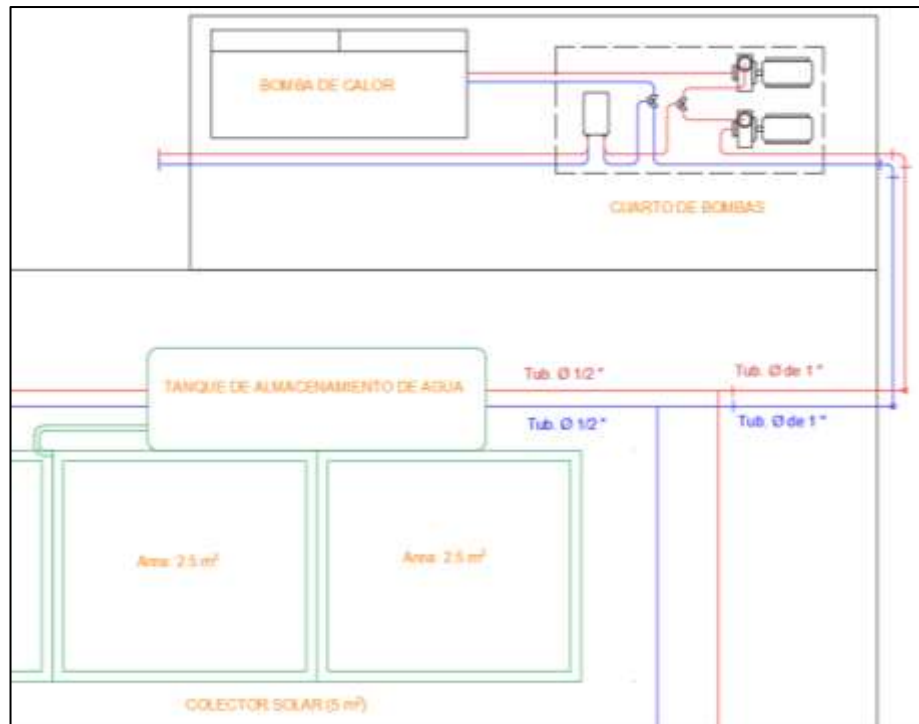 BOMBA DE CALOR
CUARTO DE BOMBAS
TANQUE DE ALMACENAMIENTO DE AGUA
Tub. Ø 1/2 "
Tub. Ø de 1 "
Tub. Ø 1/2 "
Tub. Ø de 1 "
Area: 2.5 m²
Area: 2.5 m²
COLECTOR SOLAR (5 m²)